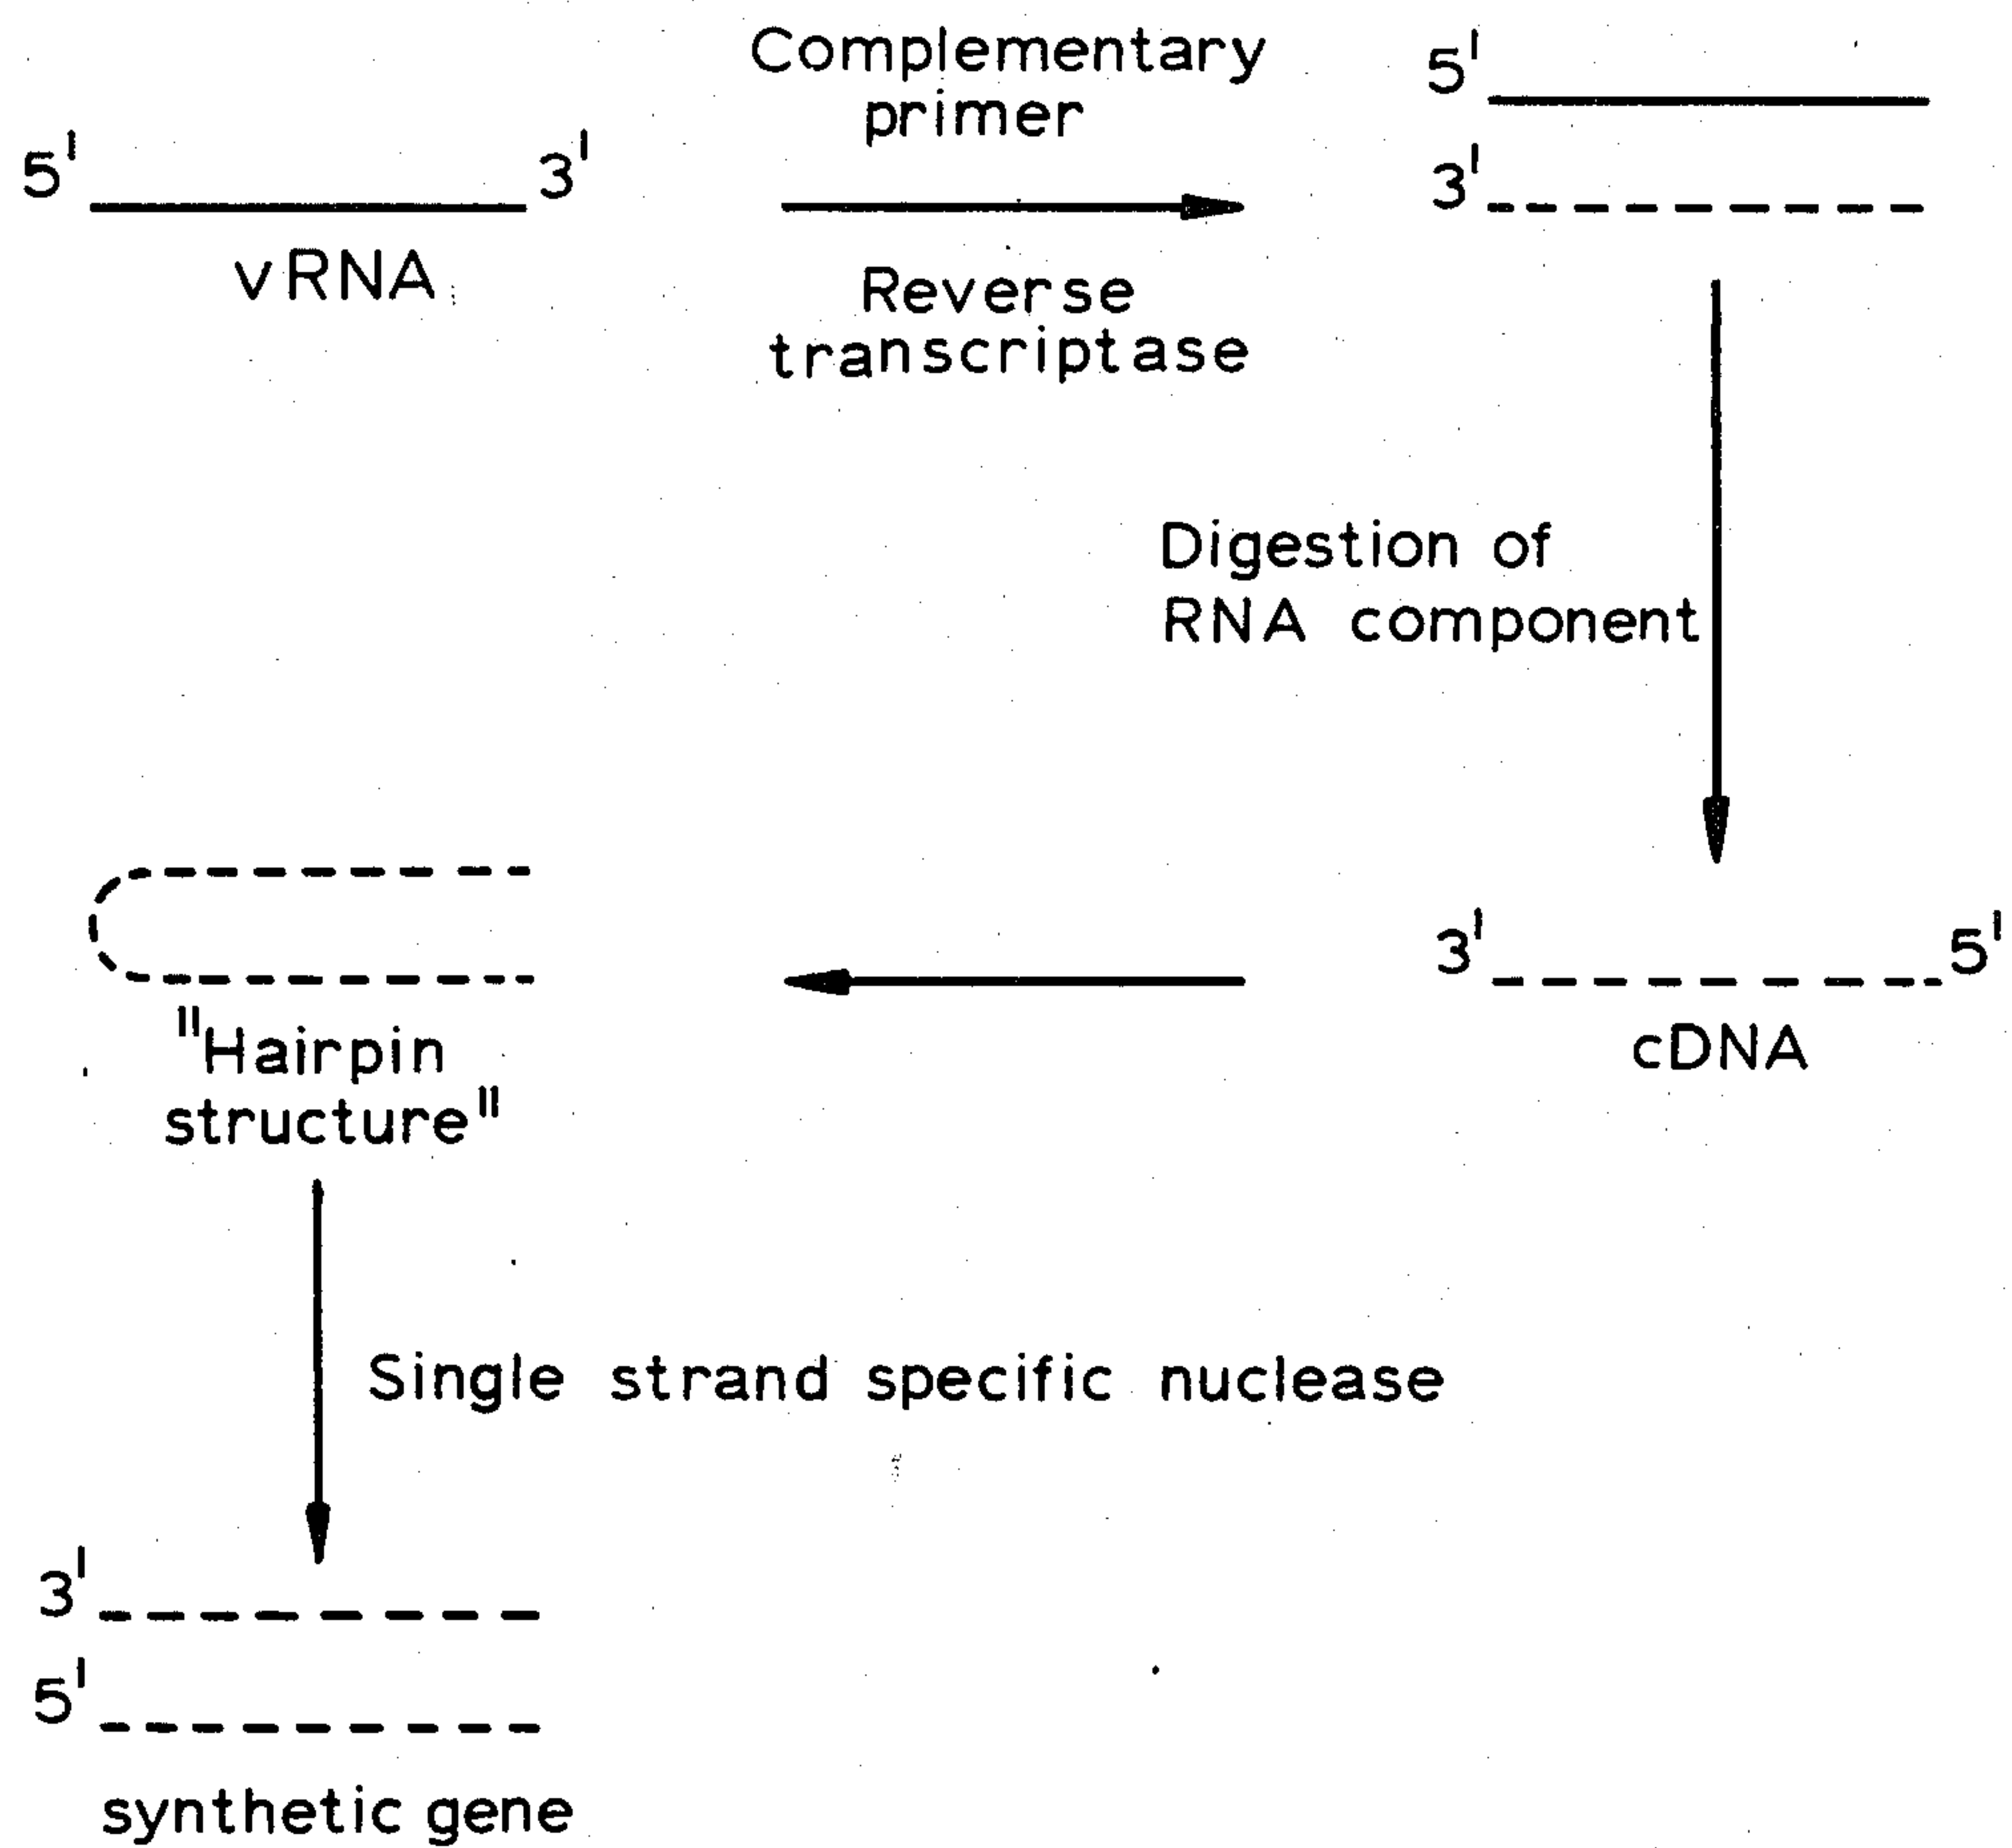 Complementary
primer
5'
3'
5' 3'
vRNA
Reverse
transcriptase
Digestion of
RNA component
3' 5'
cDNA
"Hairpin
structure"
Single strand specific nuclease
3'
5'
synthetic gene